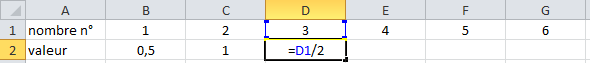 A B C D E F G
1 nombre n° 1 2 3 4 5 6
2 valeur 0,5 1 =D1/2